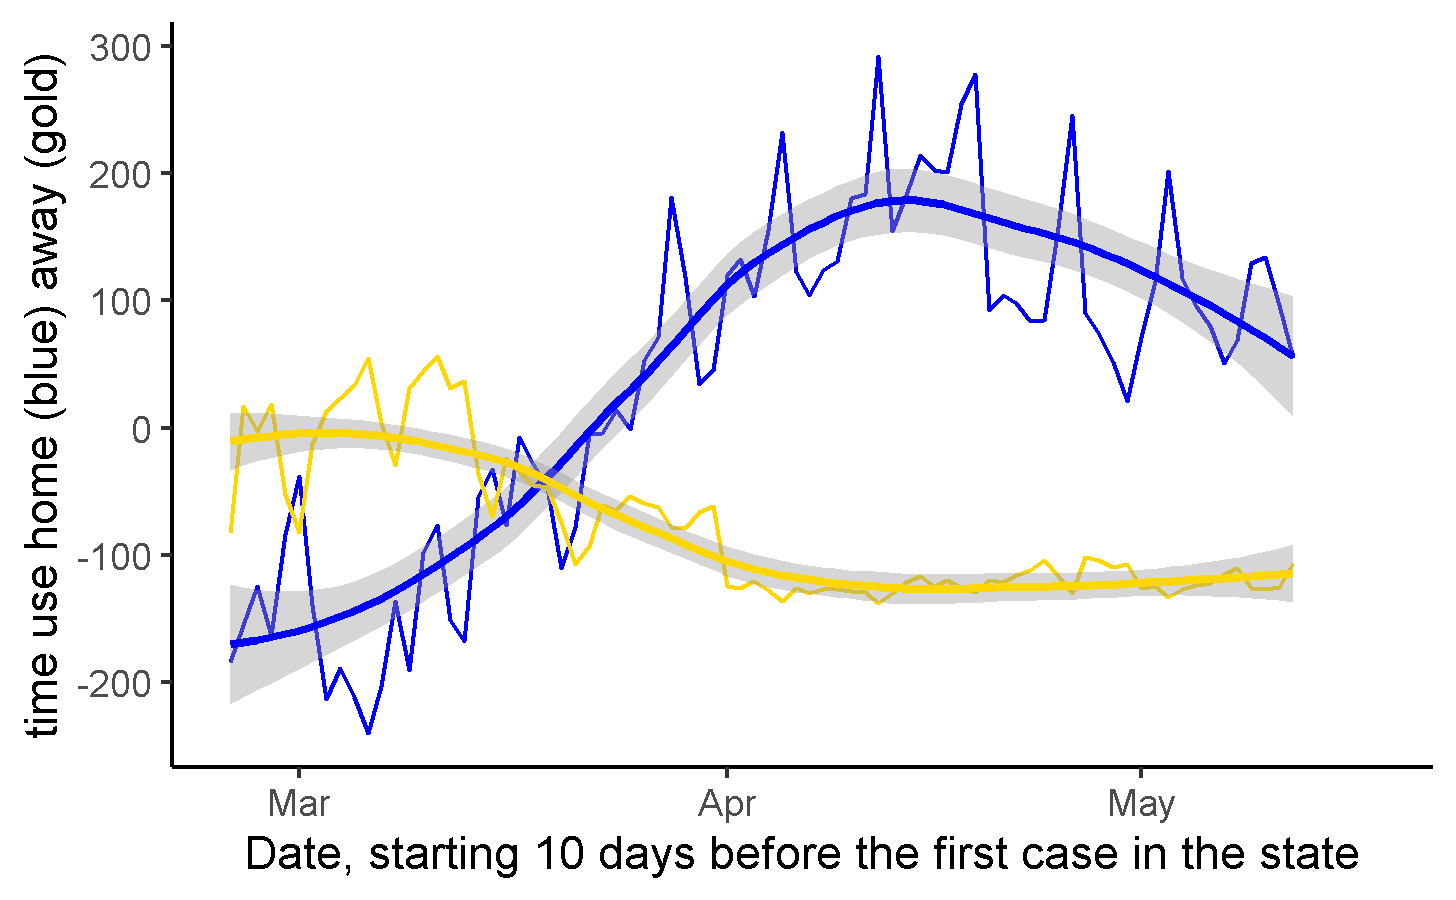 time use home (blue) away (gold)
300
200
100
0
-100
-200
Mar
Apr
May
Date, starting 10 days before the first case in the state